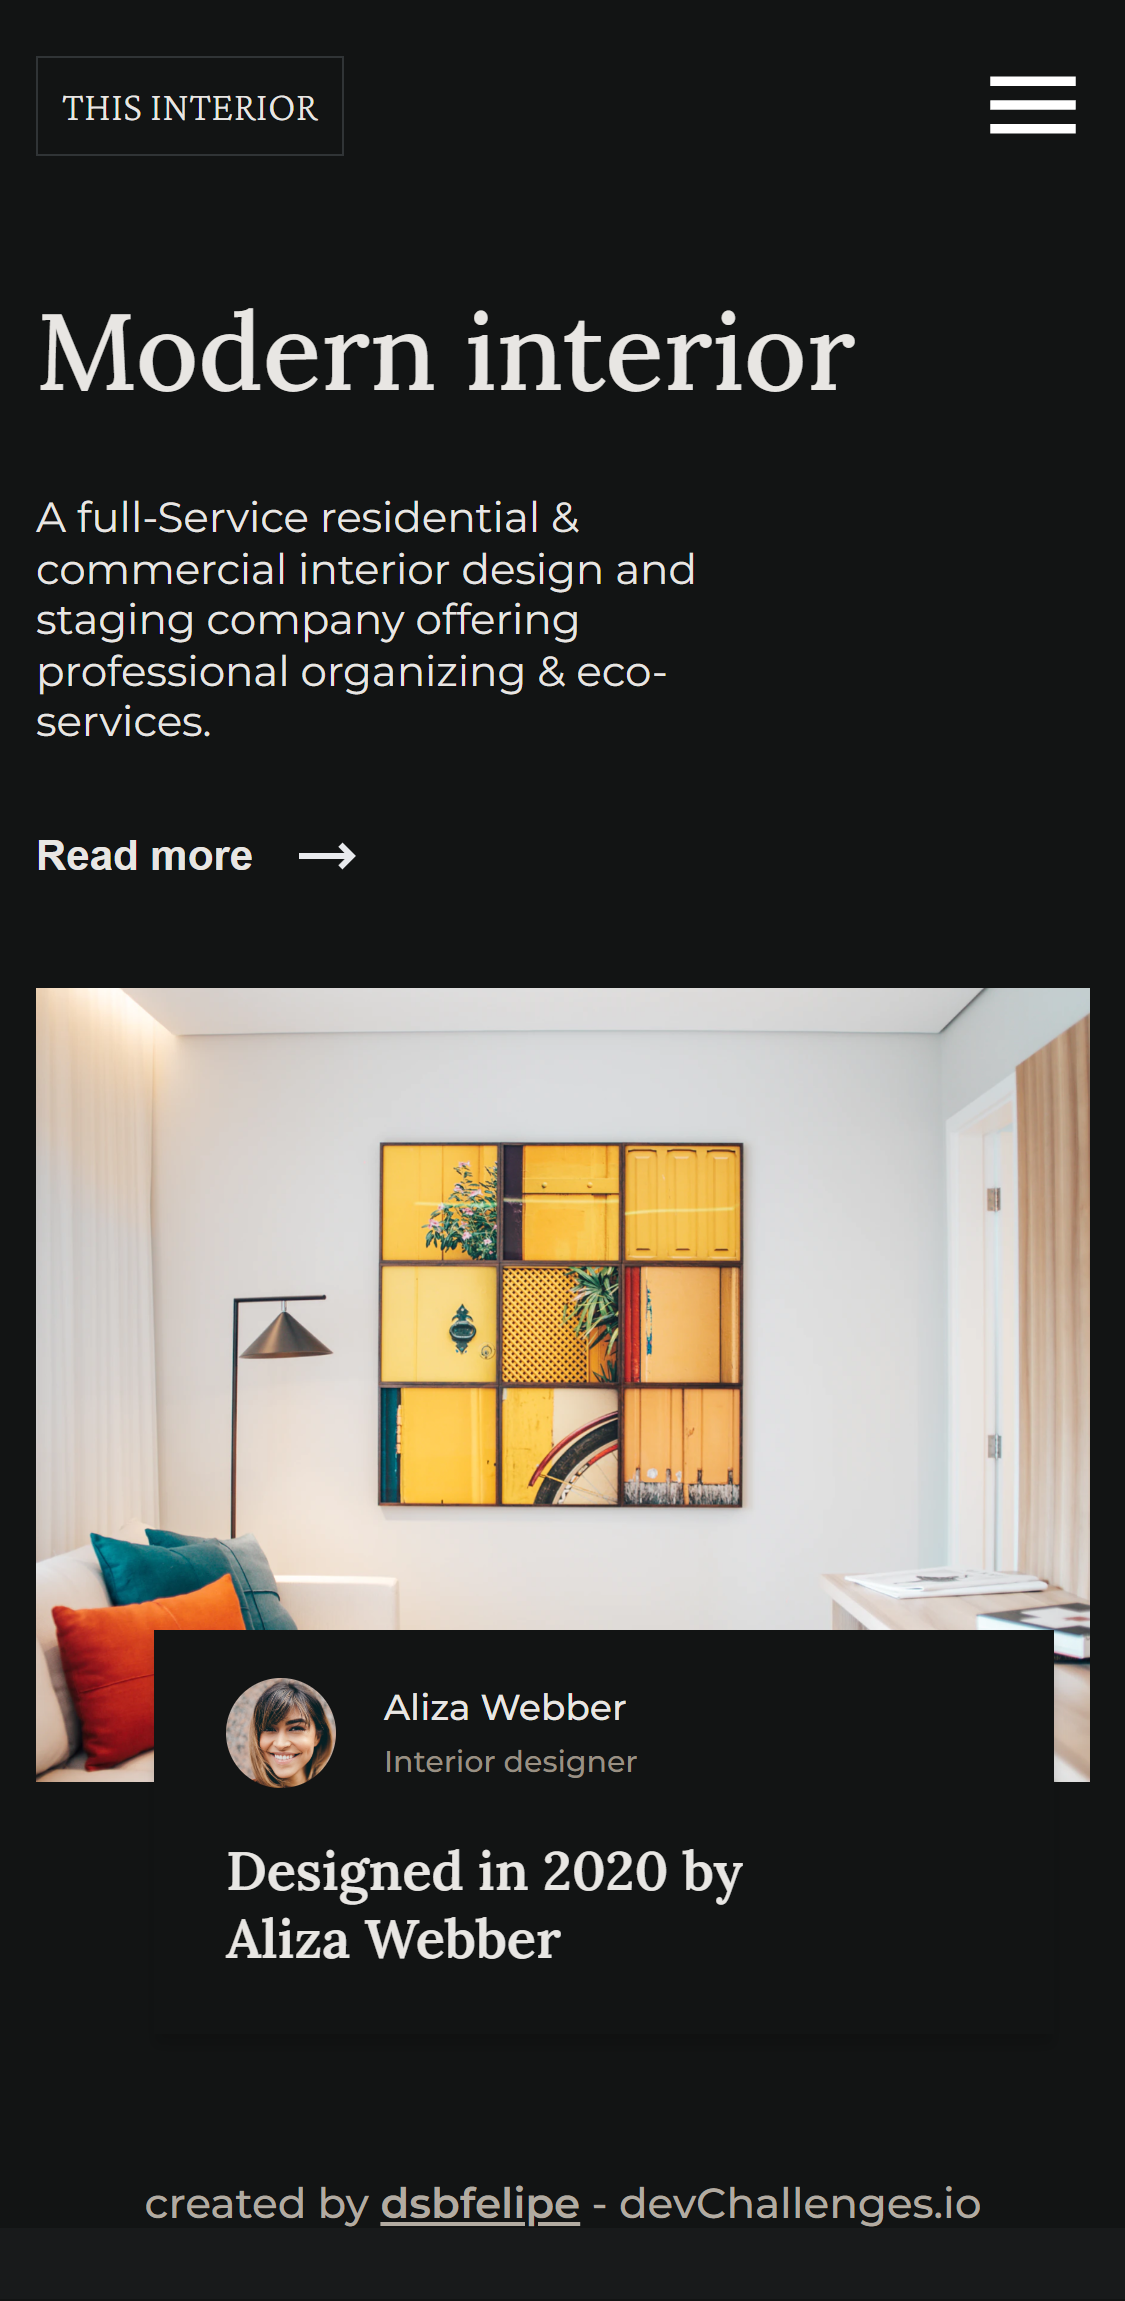 THIS INTERIOR
Modern interior
A full-Service residential &
commercial interior design and
staging company offering
professional organizing & eco-
services.
Read more
Aliza Webber
Interior designer
Designed in 2020 by
Aliza Webber
created by dsbfelipe - devChallenges.io